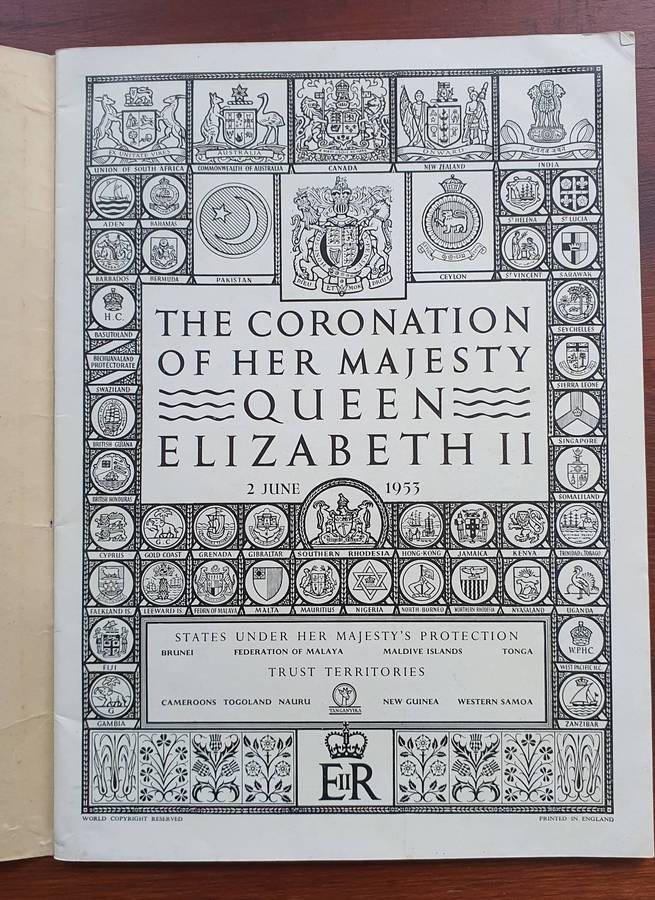 EX UNITATE VIRES
AUSTRALIA
UNION OF SOUTH AFRICA
COMMONWEALTH OF AUSTRALIA
CANADA
NEW ZEALAND
INDIA
ADEN
BAHAMAS
PAKISTAN
DIEU ET MON DROIT
CEYLON
ST HELENA
ST LUCIA
BARBADOS
BERMUDA
ST VINCENT
SARAWAK
H.C.
BASUTOLAND
BECHUANALAND
PROTECTORATE
SWAZILAND
BRITISH GUIANA
BRITISH HONDURAS
SEYCHELLES
SIERRA LEONE
SINGAPORE
SOMALILAND
THE CORONATION
OF HER MAJESTY
QUEEN
ELIZABETH II
2 JUNE 1953
G.C.
CYPRUS
GOLD COAST
GRENADA
GIBRALTAR
SOUTHERN RHODESIA
HONG-KONG
JAMAICA
KENYA
TRINIDAD & TOBAGO
FALKLAND IS.
LEEWARD IS.
FEDRN OF MALAYA
MALTA
MAURITIUS
NIGERIA
NORTH BORNEO
NORTHERN RHODESIA
NYASALAND
UGANDA
FIJI
GAMBIA
W.P.H.C.
WEST PACIFIC H.C.
ZANZIBAR
STATES UNDER HER MAJESTY'S PROTECTION
BRUNEI FEDERATION OF MALAYA MALDIVE ISLANDS TONGA
TRUST TERRITORIES
CAMEROONS TOGOLAND NAURU TANGANYIKA NEW GUINEA WESTERN SAMOA
EIIR
WORLD COPYRIGHT RESERVED
PRINTED IN ENGLAND